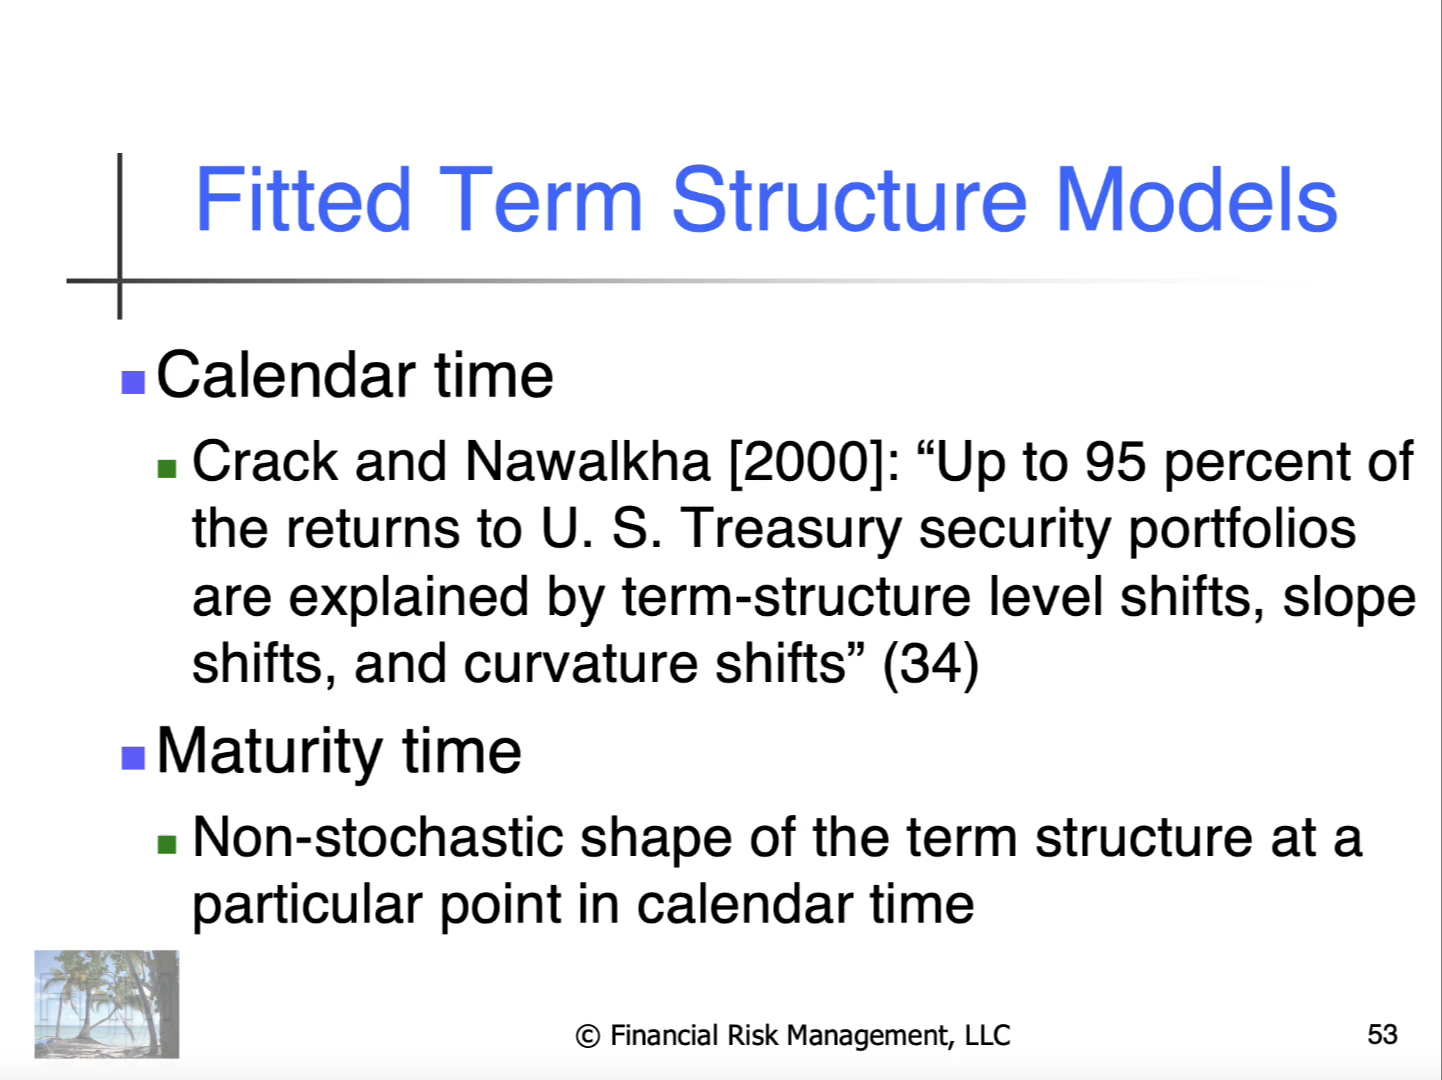 Fitted Term Structure Models
Calendar time
Crack and Nawalkha [2000]: “Up to 95 percent of
the returns to U. S. Treasury security portfolios
are explained by term-structure level shifts, slope
shifts, and curvature shifts” (34)
Maturity time
Non-stochastic shape of the term structure at a
particular point in calendar time
© Financial Risk Management, LLC
53